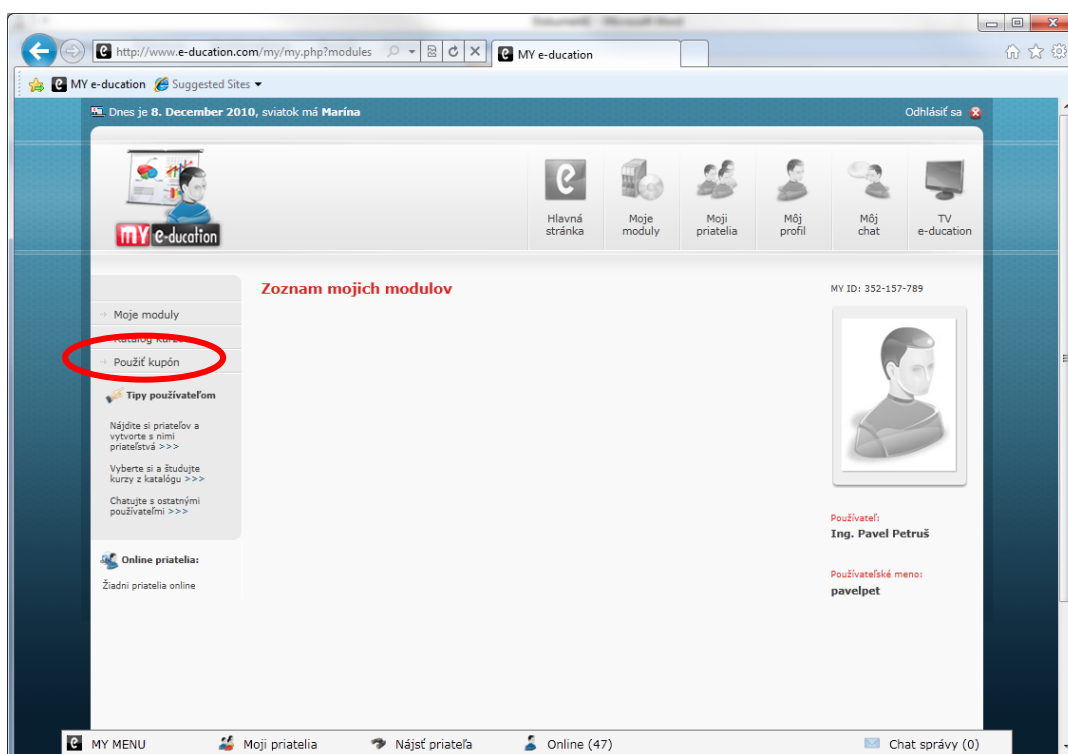 http://www.e-ducation.com/my/my.php?modules
MY e-ducation
MY e-ducation
Suggested Sites
Dnes je 8. December 2010, sviatok má Marína
Odhlásiť sa
MY e-ducation
Hlavná
stránka
Moje
moduly
Moji
priatelia
Môj
profil
Môj
chat
TV
e-ducation
Moje moduly
Katalóg
Použiť kupón
Tipy používateľom
Nájdite si priateľov a
vytvorte s nimi
priateľstvá >>>
Vyberte si a študujte
kurzy z katalógu >>>
Chatujte s ostatnými
používateľmi >>>
Online priatelia:
Žiadni priatelia online
Zoznam mojich modulov
MY ID: 352-157-789
Používateľ:
Ing. Pavel Petruš
Používateľské meno:
pavelpet
MY MENU
Moji priatelia
Nájsť priateľa
Online (47)
Chat správy (0)